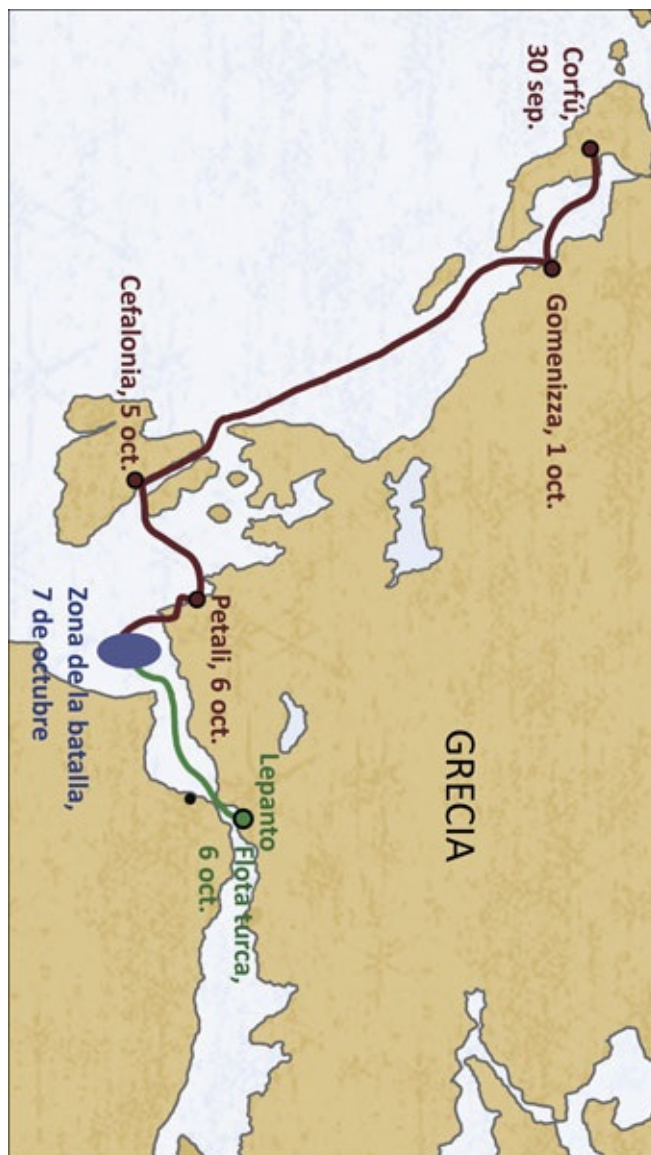 Corfú,
30 sep.
Gomenizza, 1 oct.
GRECIA
Cefalonia, 5 oct.
Petali, 6 oct.
Lepanto
Flota turca,
6 oct.
Zona de la batalla,
7 de octubre